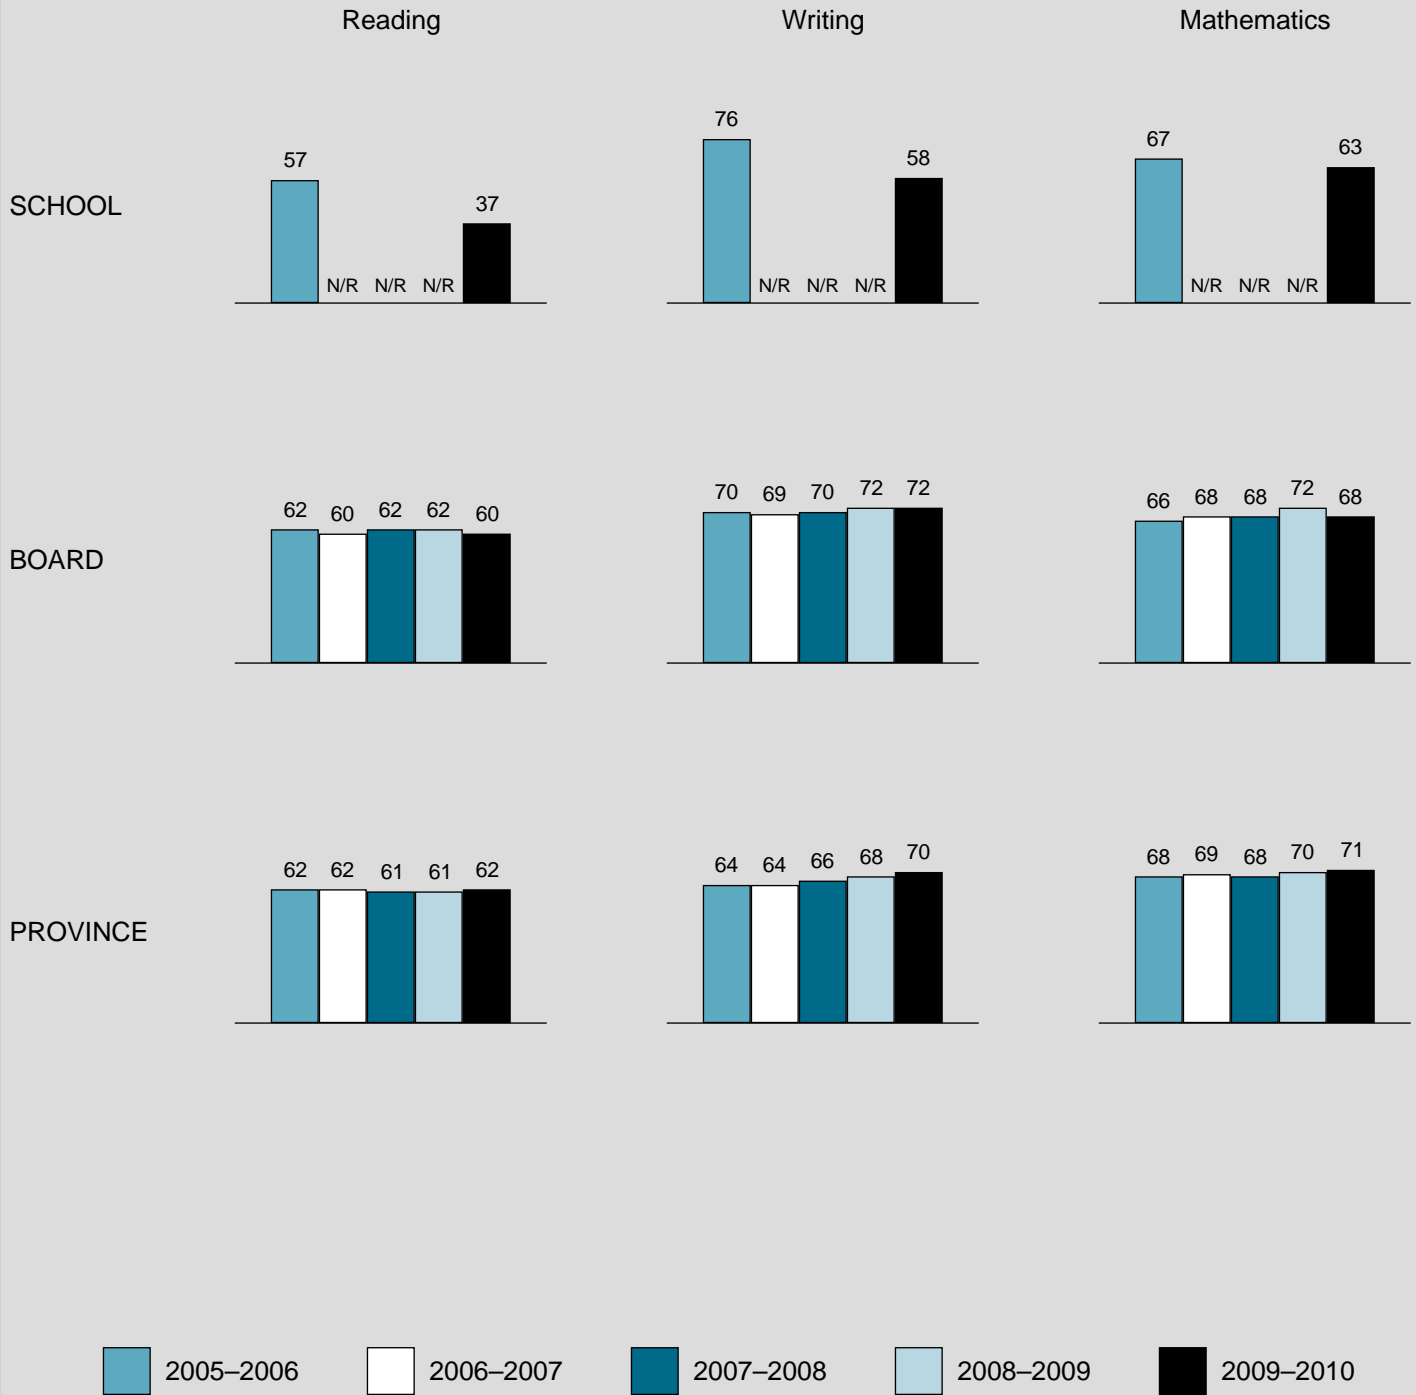 Reading Writing Mathematics
SCHOOL
57 N/R N/R N/R 37
76 N/R N/R N/R 58
67 N/R N/R N/R 63
BOARD
62 60 62 62 60
70 69 70 72 72
66 68 68 72 68
PROVINCE
62 62 61 61 62
64 64 66 68 70
68 69 68 70 71
2005–2006 2006–2007 2007–2008 2008–2009 2009–2010